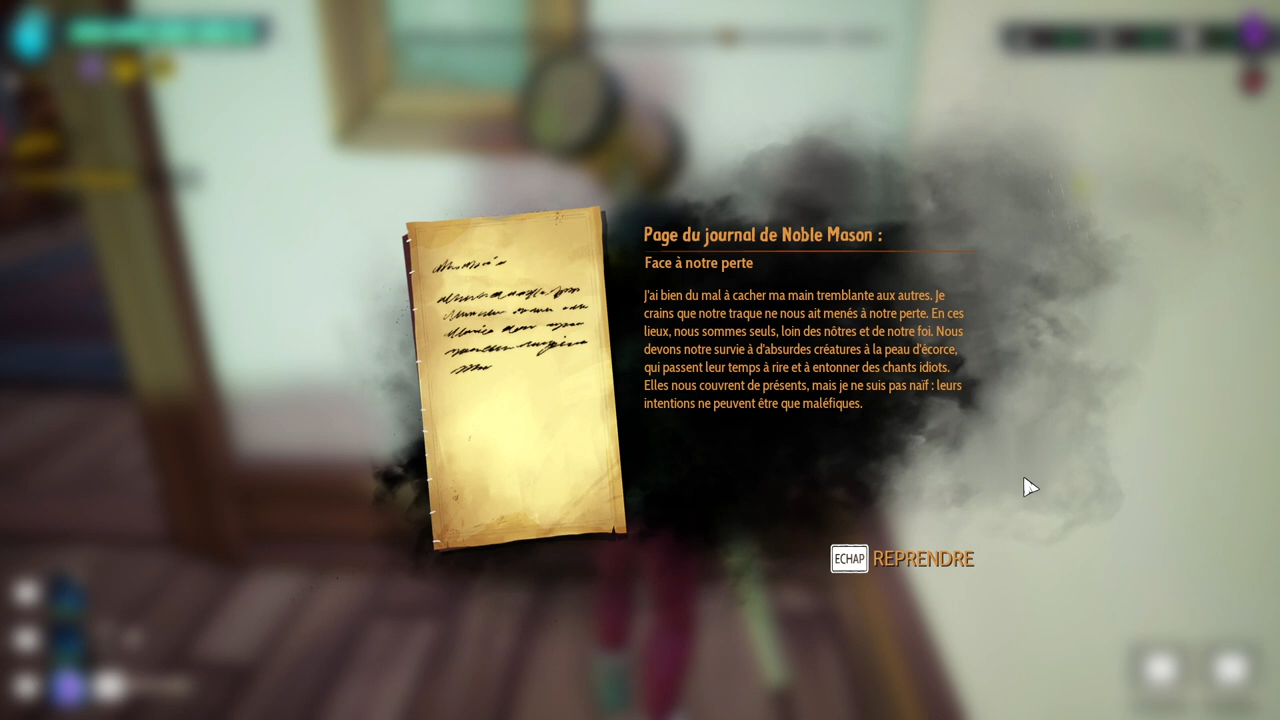 Page du journal de Noble Mason :
Face à notre perte
J'ai bien du mal à cacher ma main tremblante aux autres. Je
crains que notre traque ne nous ait menés à notre perte. En ces
lieux, nous sommes seuls, loin des nôtres et de notre foi. Nous
devons notre survie à d'absurdes créatures à la peau d'écorce,
qui passent leur temps à rire et à entonner des chants idiots.
Elles nous couvrent de présents, mais je ne suis pas naïf : leurs
intentions ne peuvent être que maléfiques.
ECHAP REPRENDRE